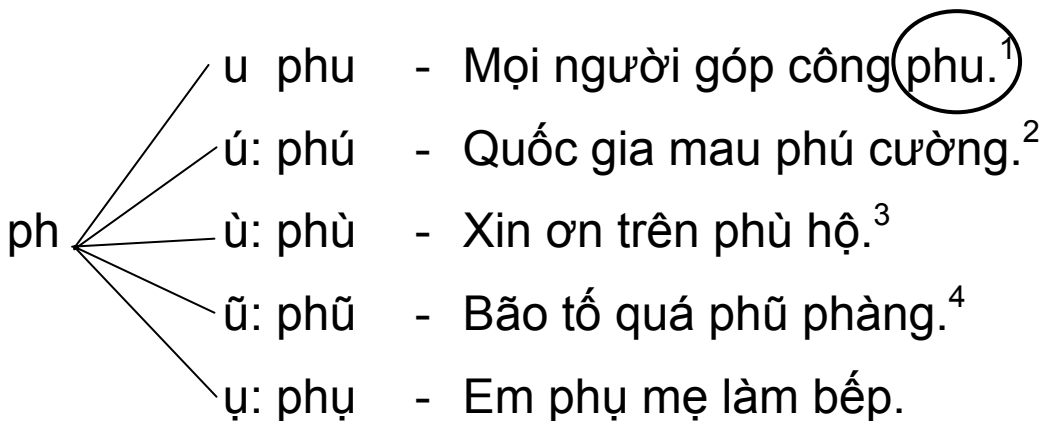 u phu - Mọi người góp công phu.¹
ú: phú - Quốc gia mau phú cường.²
ph ù: phù - Xin ơn trên phù hộ.³
ũ: phũ - Bão tố quá phũ phàng.⁴
ụ: phụ - Em phụ mẹ làm bếp.